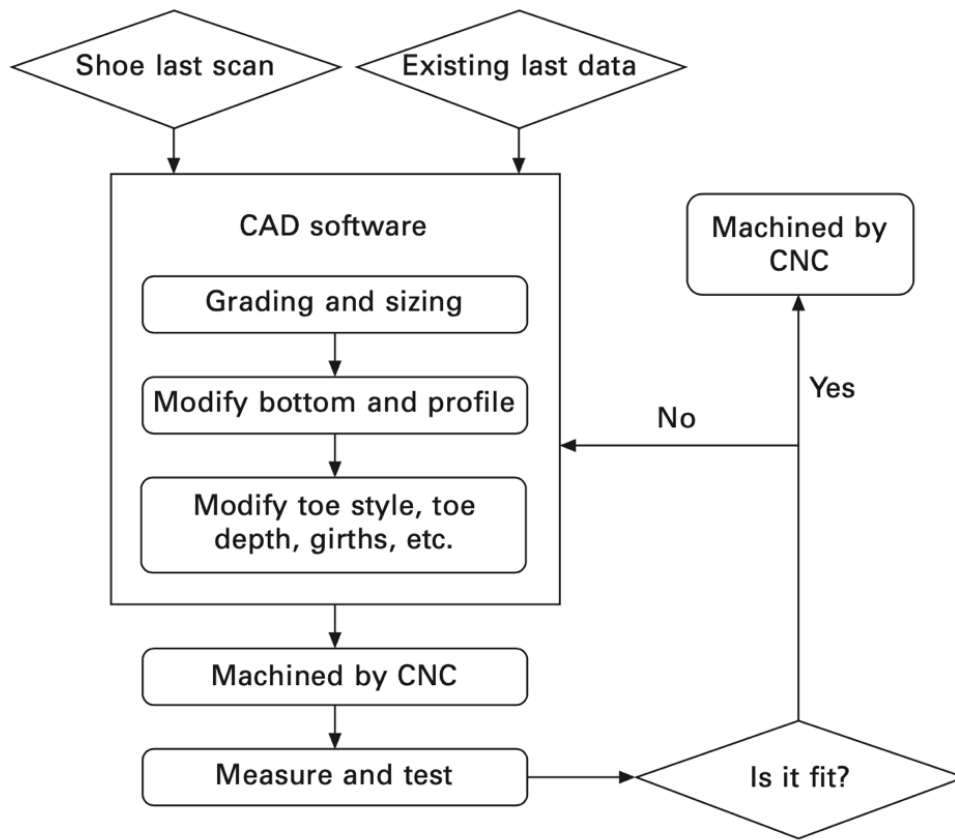 Shoe last scan
Existing last data
CAD software
Grading and sizing
Modify bottom and profile
Modify toe style, toe
depth, girths, etc.
Machined by CNC
Measure and test
Is it fit?
No
Yes
Machined by
CNC